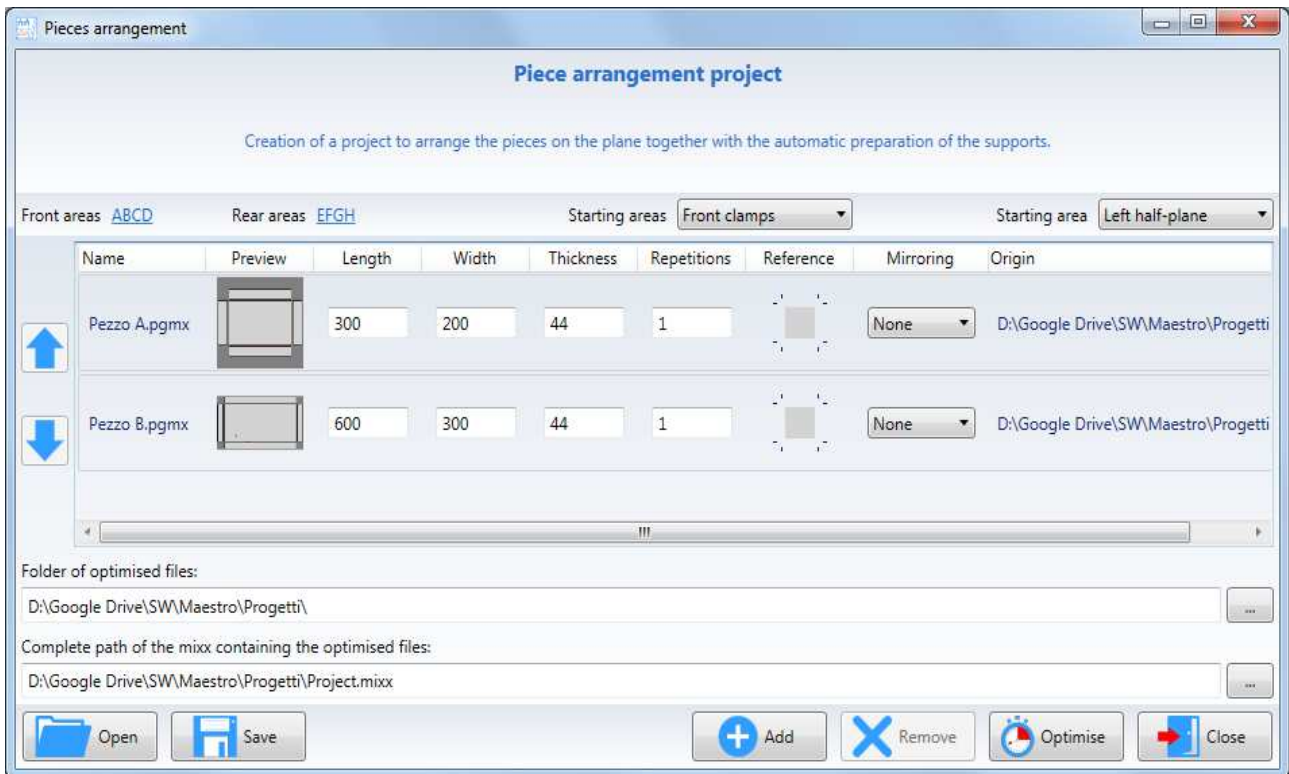 Pieces arrangement
Piece arrangement project
Creation of a project to arrange the pieces on the plane together with the automatic preparation of the supports.
Front areas ABCD Rear areas EFGH Starting areas Front clamps Starting area Left half-plane
Name Preview Length Width Thickness Repetitions Reference Mirroring Origin
Pezzo A.pgmx 300 200 44 1 None D:\Google Drive\SW\Maestro\Progetti
Pezzo B.pgmx 600 300 44 1 None D:\Google Drive\SW\Maestro\Progetti
Folder of optimised files:
D:\Google Drive\SW\Maestro\Progetti\
...
Complete path of the mixx containing the optimised files:
D:\Google Drive\SW\Maestro\Progetti\Project.mixx
...
Open Save Add Remove Optimise Close